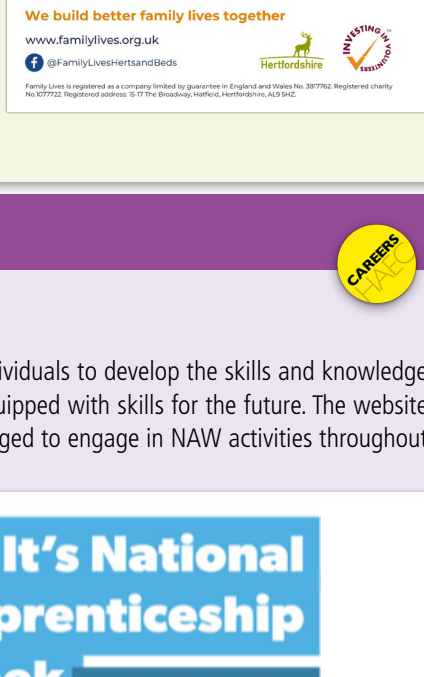 We build better family lives together
www.familylives.org.uk
@FamilyLivesHertsandBeds
Hertfordshire
INVESTING IN VOLUNTEERS
Family Lives is registered as a company limited by guarantee in England and Wales No. 3817762. Registered charity
No.1077722. Registered address: 15-17 The Broadway, Hatfield, Hertfordshire, AL9 5HZ.
CAREERS
HAEC
ividuals to develop the skills and knowledge
uipped with skills for the future. The website
ged to engage in NAW activities throughout
It's National
prenticeship
ek